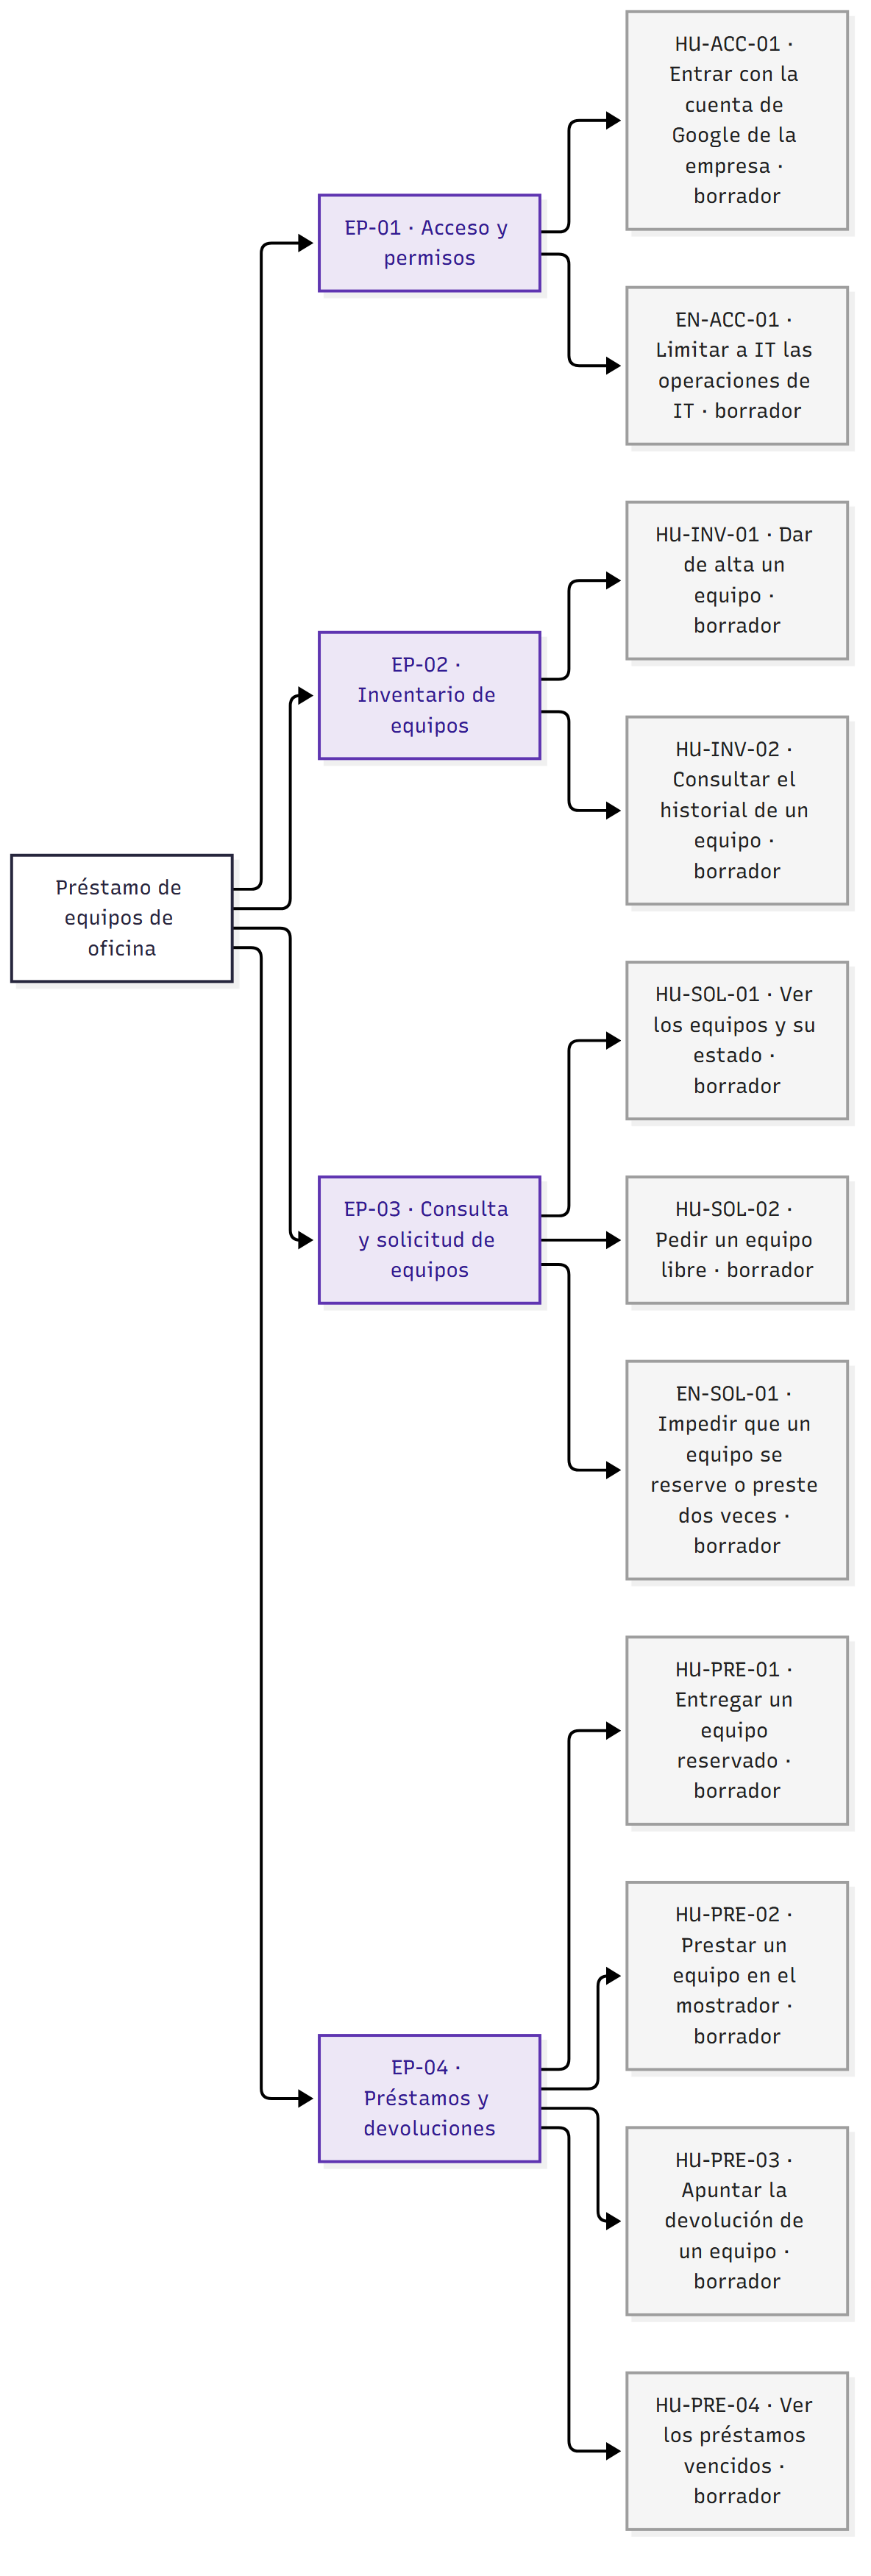 HU-ACC-01 ·
Entrar con la
cuenta de
Google de la
empresa ·
borrador
EP-01 · Acceso y
permisos
EN-ACC-01 ·
Limitar a IT las
operaciones de
IT · borrador
HU-INV-01 · Dar
de alta un
equipo ·
borrador
EP-02 ·
Inventario de
equipos
HU-INV-02 ·
Consultar el
historial de un
equipo ·
borrador
Préstamo de
equipos de
oficina
HU-SOL-01 · Ver
los equipos y su
estado ·
borrador
EP-03 · Consulta
y solicitud de
equipos
HU-SOL-02 ·
Pedir un equipo
libre · borrador
EN-SOL-01 ·
Impedir que un
equipo se
reserve o preste
dos veces ·
borrador
HU-PRE-01 ·
Entregar un
equipo
reservado ·
borrador
HU-PRE-02 ·
Prestar un
equipo en el
mostrador ·
borrador
EP-04 ·
Préstamos y
devoluciones
HU-PRE-03 ·
Apuntar la
devolución de
un equipo ·
borrador
HU-PRE-04 · Ver
los préstamos
vencidos ·
borrador